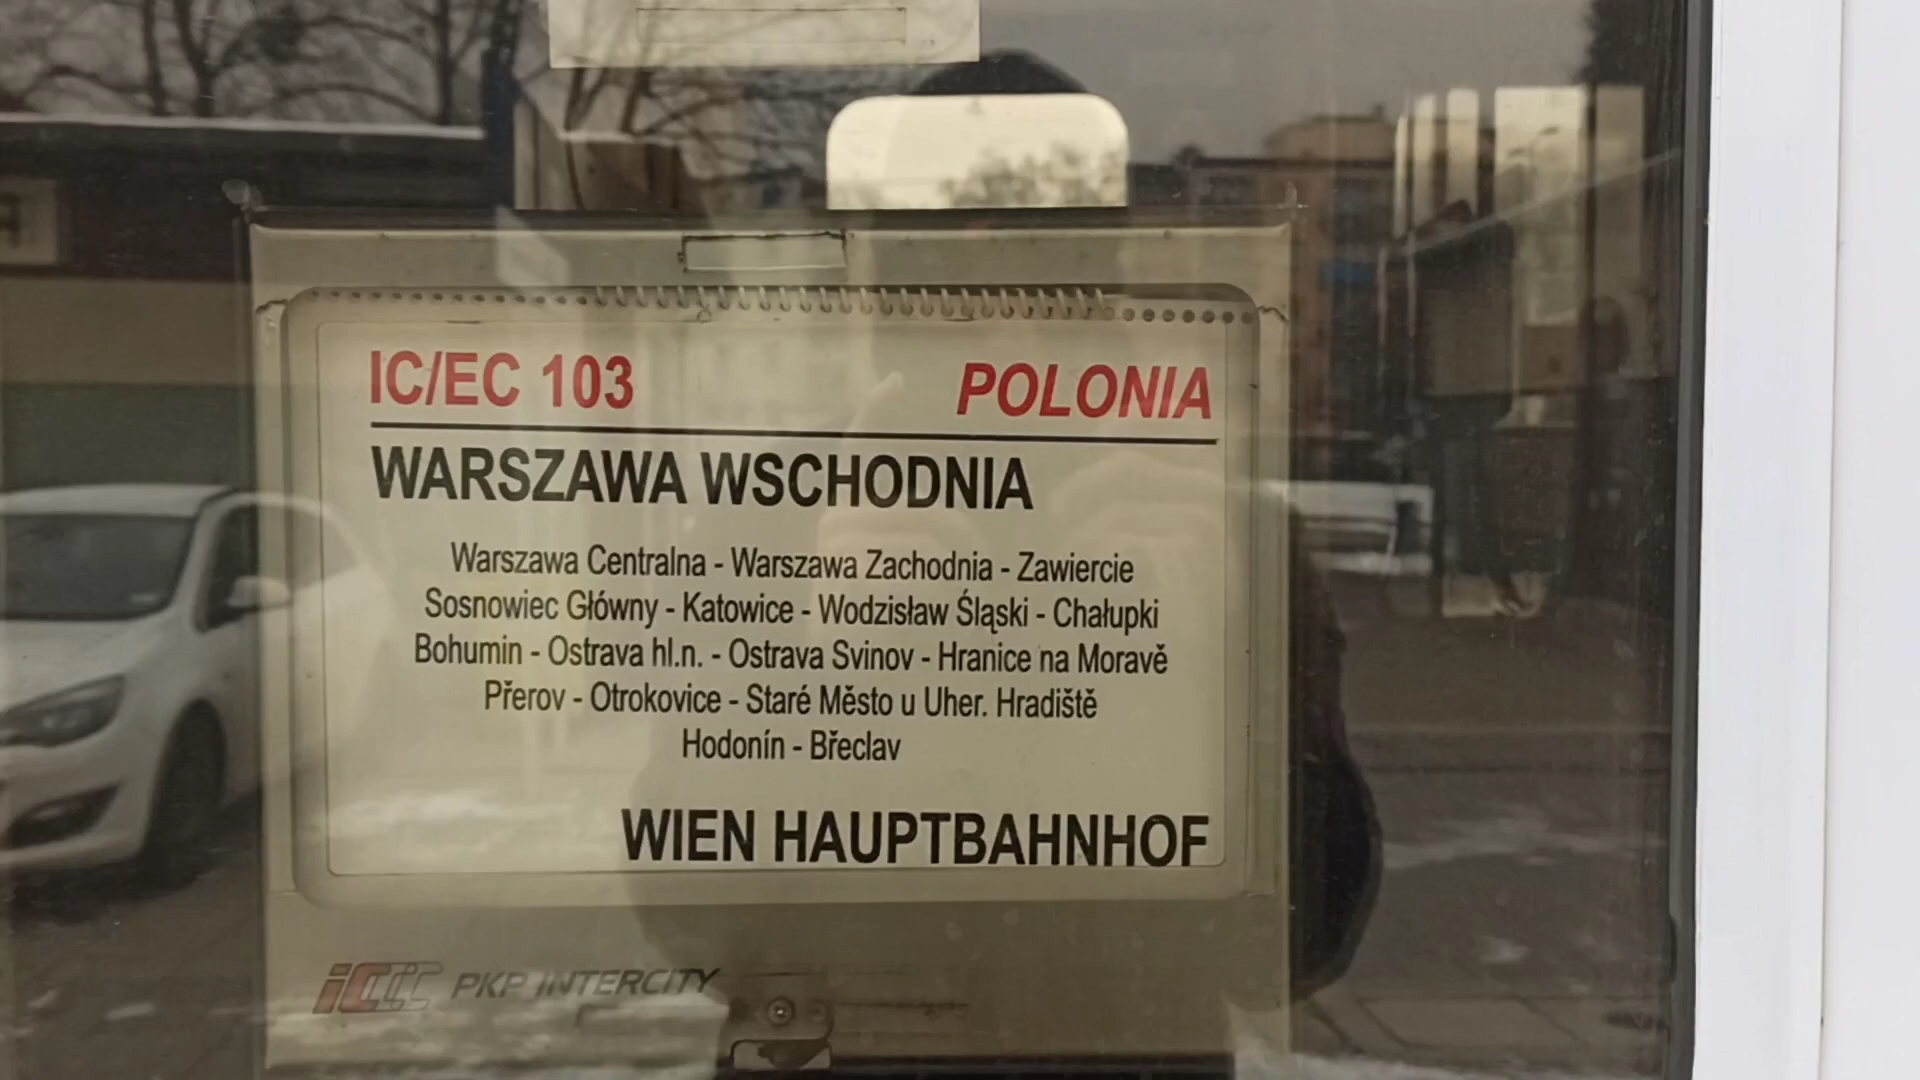 IC/EC 103 POLONIA
WARSZAWA WSCHODNIA
Warszawa Centralna - Warszawa Zachodnia - Zawiercie
Sosnowiec Główny - Katowice - Wodzisław Śląski - Chałupki
Bohumin - Ostrava hl.n. - Ostrava Svinov - Hranice na Moravě
Přerov - Otrokovice - Staré Město u Uher. Hradiště
Hodonín - Břeclav
WIEN HAUPTBAHNHOF
PKP INTERCITY